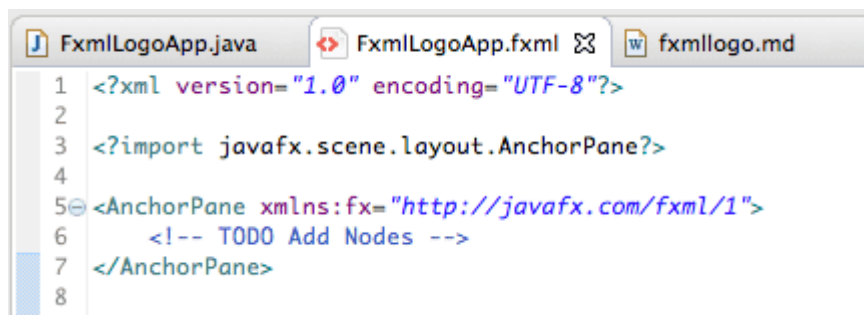 FxmlLogoApp.java FxmlLogoApp.fxml fxmllogo.md
1 <?xml version="1.0" encoding="UTF-8"?>
2
3 <?import javafx.scene.layout.AnchorPane?>
4
5 <AnchorPane xmlns:fx="http://javafx.com/fxml/1">
6 <!-- TODO Add Nodes -->
7 </AnchorPane>
8